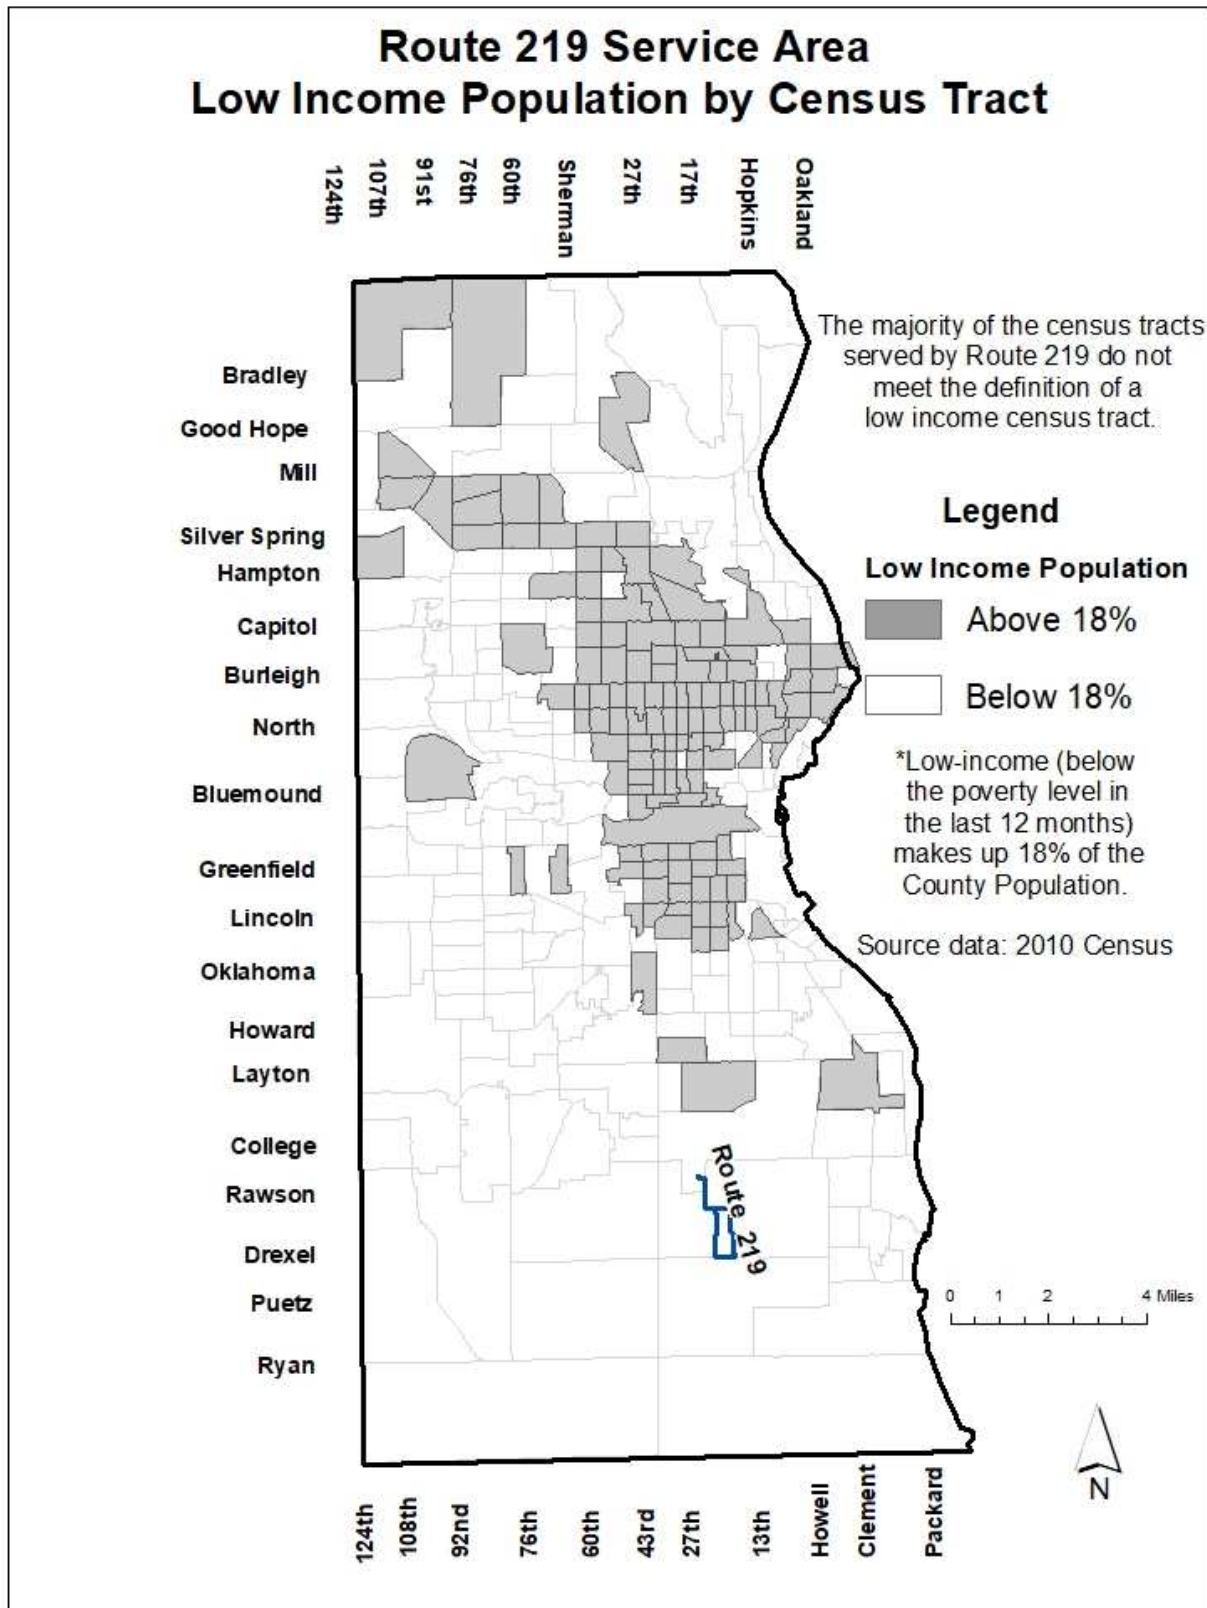 Route 219 Service Area
Low Income Population by Census Tract
124th
107th
91st
76th
60th
Sherman
27th
17th
Hopkins
Oakland
The majority of the census tracts
served by Route 219 do not
meet the definition of a
low income census tract.
Bradley
Good Hope
Mill
Silver Spring
Hampton
Capitol
Burleigh
North
Bluemound
Greenfield
Lincoln
Oklahoma
Howard
Layton
College
Rawson
Drexel
Puetz
Ryan
Legend
Low Income Population
Above 18%
Below 18%
*Low-income (below
the poverty level in
the last 12 months)
makes up 18% of the
County Population.
Source data: 2010 Census
Route 219
0 1 2 4 Miles
N
124th
108th
92nd
76th
60th
43rd
27th
13th
Howell
Clement
Packard